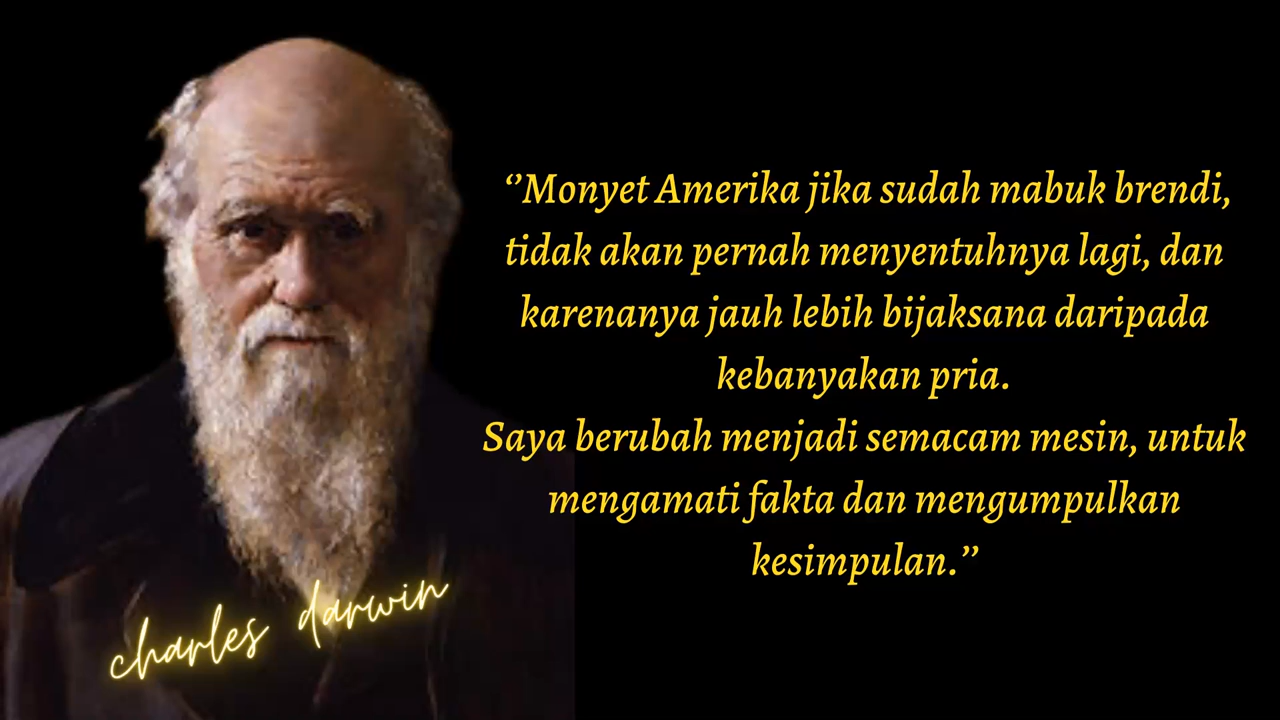 ‘’Monyet Amerika jika sudah mabuk brendi,
tidak akan pernah menyentuhnya lagi, dan
karenanya jauh lebih bijaksana daripada
kebanyakan pria.
Saya berubah menjadi semacam mesin, untuk
mengamati fakta dan mengumpulkan
kesimpulan.’’
charles darwin